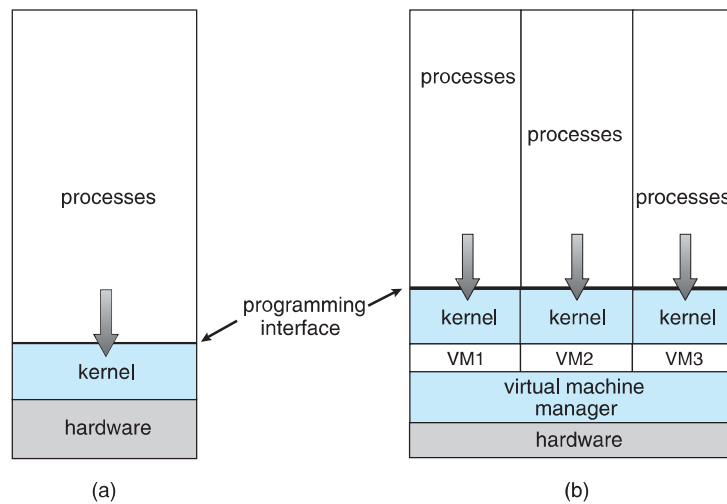 processes
programming
interface
kernel
hardware
(a)
processes
processes
processes
kernel
kernel
kernel
VM1
VM2
VM3
virtual machine
manager
hardware
(b)